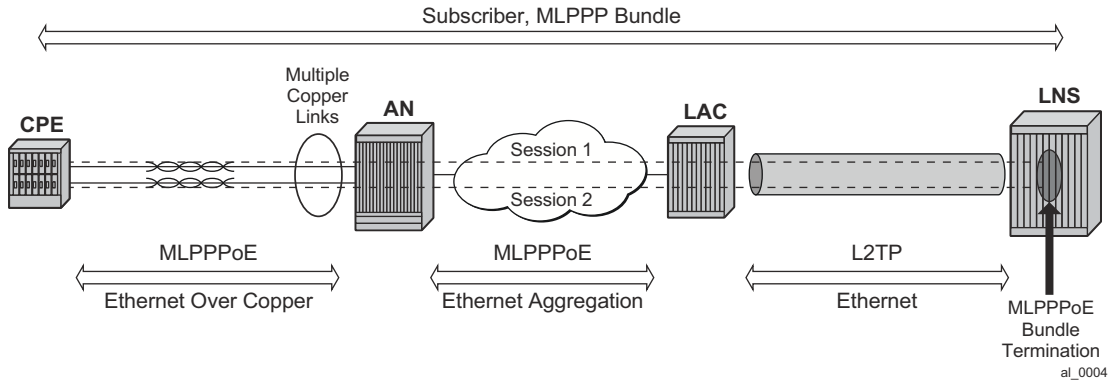 Subscriber, MLPPP Bundle
Multiple
Copper
Links
CPE
AN
LAC
LNS
Session 1
Session 2
MLPPPoE
MLPPPoE
L2TP
Ethernet Over Copper
Ethernet Aggregation
Ethernet
MLPPPoE
Bundle
Termination
al_0004